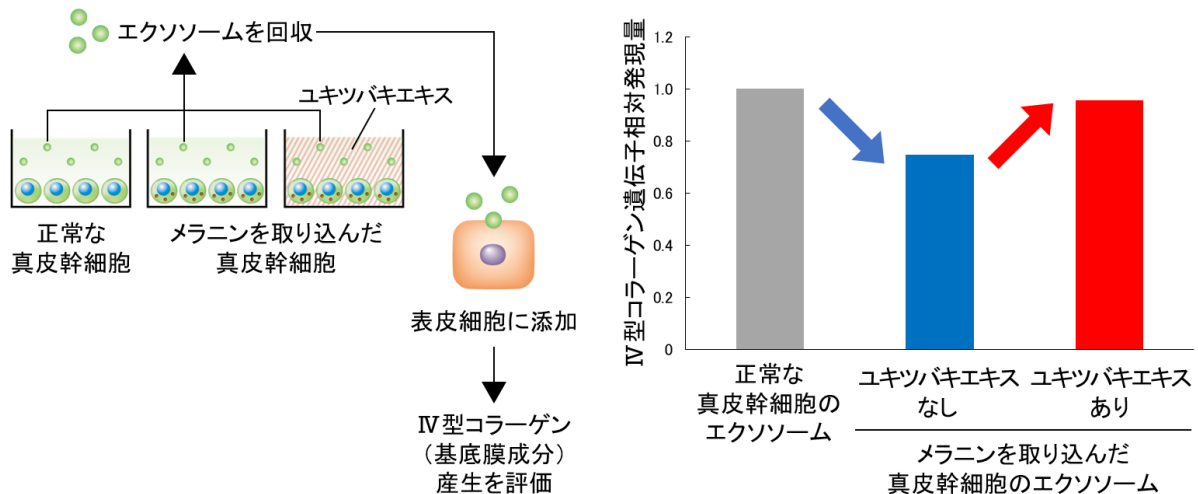 エクソソームを回収
ユキツバキエキス
正常な
真皮幹細胞
メラニンを取り込んだ
真皮幹細胞
表皮細胞に添加
Ⅳ型コラーゲン
（基底膜成分）
産生を評価
Ⅳ型コラーゲン遺伝子相対発現量
1.2
1.0
0.8
0.6
0.4
0.2
0
正常な
真皮幹細胞の
エクソソーム
ユキツバキエキス
なし
ユキツバキエキス
あり
メラニンを取り込んだ
真皮幹細胞のエクソソーム